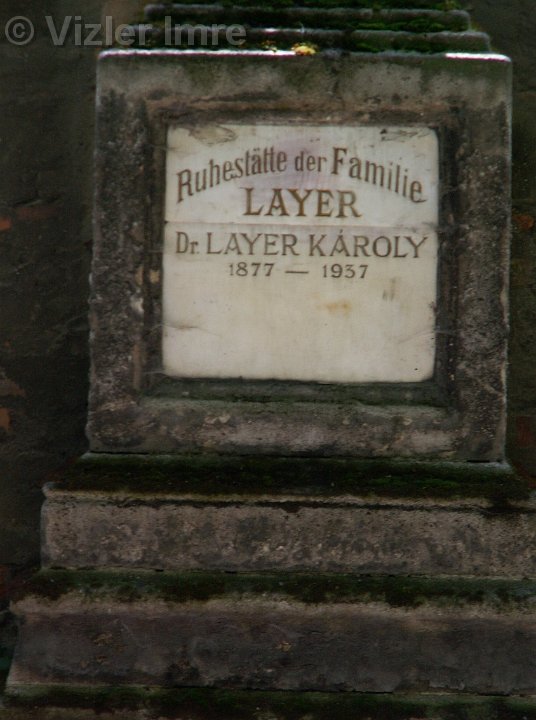 © Vizler Imre
Ruhestätte der Familie
LAYER
Dr. LAYER KÁROLY
1877 — 1937